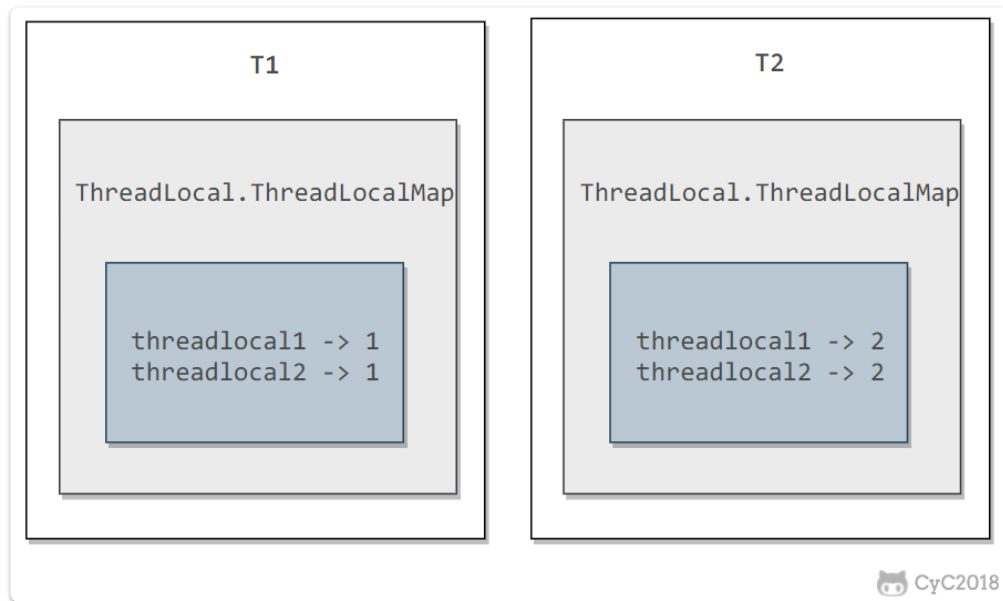 T1
ThreadLocal.ThreadLocalMap
threadlocal1 -> 1
threadlocal2 -> 1
T2
ThreadLocal.ThreadLocalMap
threadlocal1 -> 2
threadlocal2 -> 2
CyC2018